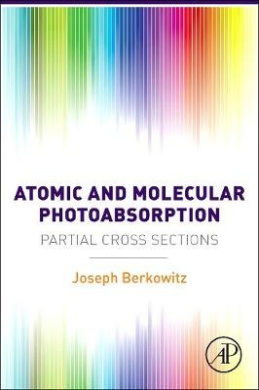 ATOMIC AND MOLECULAR
PHOTOABSORPTION
PARTIAL CROSS SECTIONS
Joseph Berkowitz
AP